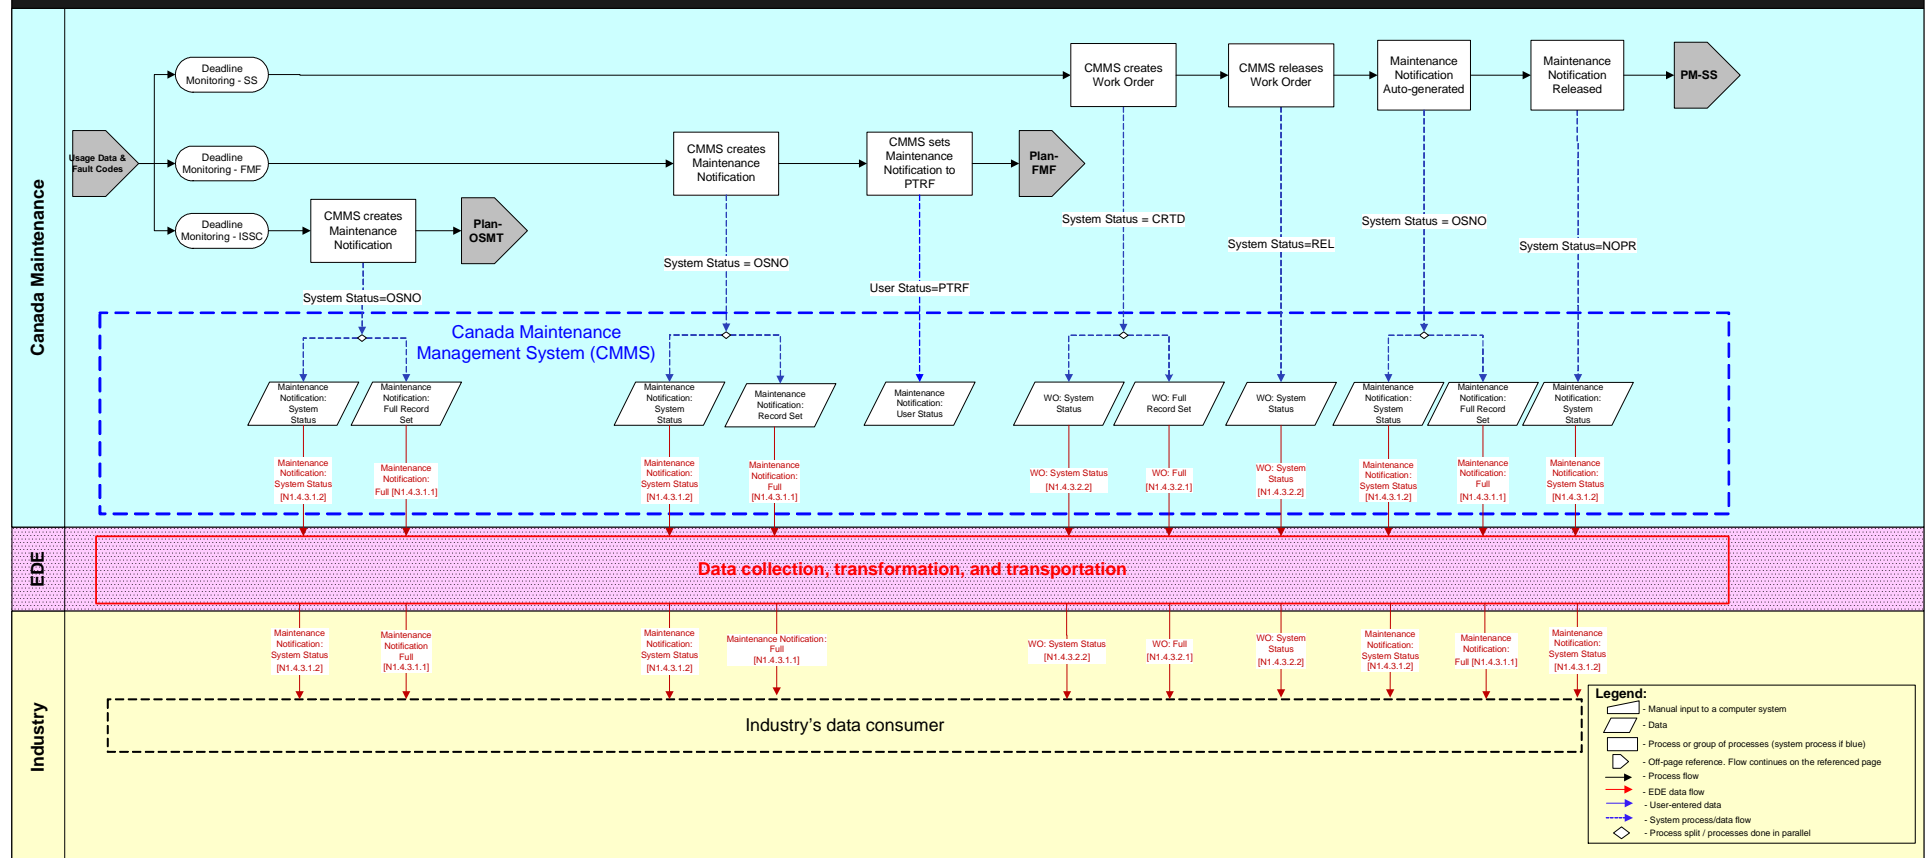 Canada Maintenance
Deadline
Monitoring - SS
CMMS creates
Work Order
CMMS releases
Work Order
Maintenance
Notification
Auto-generated
Maintenance
Notification
Released
PM-SS
Usage Data &
Fault Codes
Deadline
Monitoring - FMF
CMMS creates
Maintenance
Notification
CMMS sets
Maintenance
Notification to
PTRF
Plan-
FMF
Deadline
Monitoring - ISSC
CMMS creates
Maintenance
Notification
Plan-
OSMT
System Status=OSNO
System Status = OSNO
User Status=PTRF
System Status = CRTD
System Status=REL
System Status = OSNO
System Status=NOPR
Canada Maintenance
Management System (CMMS)
Maintenance
Notification:
System
Status
Maintenance
Notification:
Full Record
Set
Maintenance
Notification:
System
Status
Maintenance
Notification:
Record Set
Maintenance
Notification:
User Status
WO: System
Status
WO: Full
Record Set
WO: System
Status
Maintenance
Notification:
System
Status
Maintenance
Notification:
Full Record
Set
Maintenance
Notification:
System
Status
Maintenance
Notification:
System Status
[N1.4.3.1.2]
Maintenance
Notification:
Full [N1.4.3.1.1]
Maintenance
Notification:
System Status
[N1.4.3.1.2]
Maintenance
Notification:
Full
[N1.4.3.1.1]
WO: System Status
[N1.4.3.2.2]
WO: Full
[N1.4.3.2.1]
WO: System
Status
[N1.4.3.2.2]
Maintenance
Notification:
System Status
[N1.4.3.1.2]
Maintenance
Notification:
Full
[N1.4.3.1.1]
Maintenance
Notification:
System Status
[N1.4.3.1.2]
EDE
Data collection, transformation, and transportation
Industry
Maintenance
Notification:
System Status
[N1.4.3.1.2]
Maintenance
Notification
Full
[N1.4.3.1.1]
Maintenance
Notification:
System Status
[N1.4.3.1.2]
Maintenance Notification:
Full
[N1.4.3.1.1]
WO: System Status
[N1.4.3.2.2]
WO: Full
[N1.4.3.2.1]
WO: System
Status
[N1.4.3.2.2]
Maintenance
Notification:
System Status
[N1.4.3.1.2]
Maintenance
Notification:
Full [N1.4.3.1.1]
Maintenance
Notification:
System Status
[N1.4.3.1.2]
Industry's data consumer
Legend:
- Manual input to a computer system
- Data
- Process or group of processes (system process if blue)
- Off-page reference. Flow continues on the referenced page
- Process flow
- EDE data flow
- User-entered data
- System process/data flow
- Process split / processes done in parallel